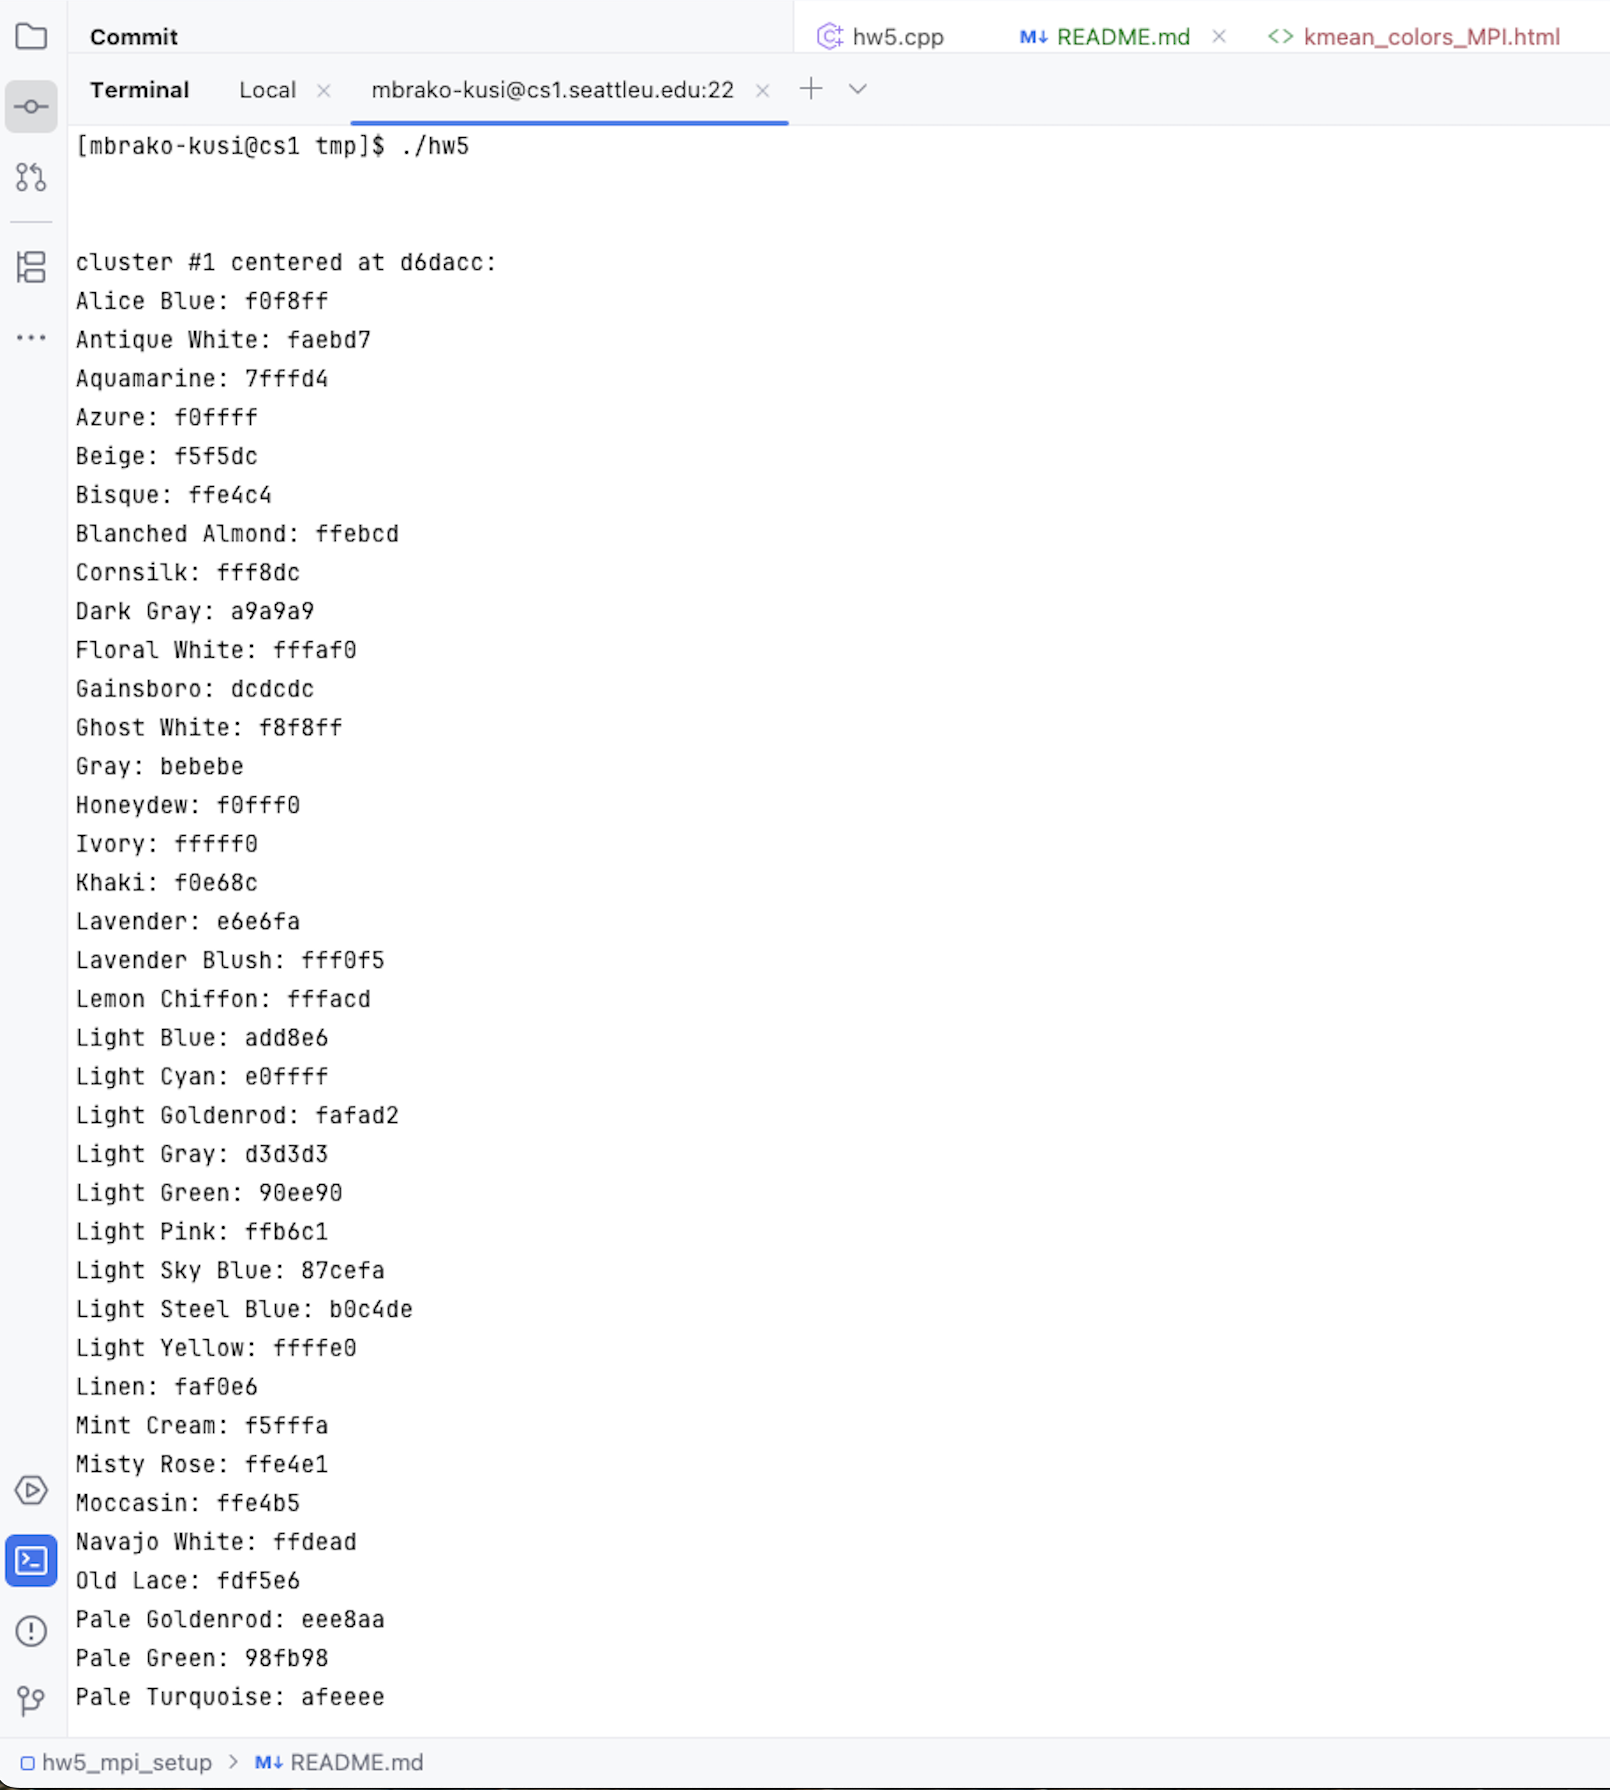 Commit
hw5.cpp
M↓ README.md
<> kmean_colors_MPI.html
Terminal
Local
mbrako-kusi@cs1.seattleu.edu:22
[mbrako-kusi@cs1 tmp]$ ./hw5
cluster #1 centered at d6dacc:
Alice Blue: f0f8ff
Antique White: faebd7
Aquamarine: 7fffd4
Azure: f0ffff
Beige: f5f5dc
Bisque: ffe4c4
Blanched Almond: ffebcd
Cornsilk: fff8dc
Dark Gray: a9a9a9
Floral White: fffaf0
Gainsboro: dcdcdc
Ghost White: f8f8ff
Gray: bebebe
Honeydew: f0fff0
Ivory: fffff0
Khaki: f0e68c
Lavender: e6e6fa
Lavender Blush: fff0f5
Lemon Chiffon: fffacd
Light Blue: add8e6
Light Cyan: e0ffff
Light Goldenrod: fafad2
Light Gray: d3d3d3
Light Green: 90ee90
Light Pink: ffb6c1
Light Sky Blue: 87cefa
Light Steel Blue: b0c4de
Light Yellow: ffffe0
Linen: faf0e6
Mint Cream: f5fffa
Misty Rose: ffe4e1
Moccasin: ffe4b5
Navajo White: ffdead
Old Lace: fdf5e6
Pale Goldenrod: eee8aa
Pale Green: 98fb98
Pale Turquoise: afeeee
hw5_mpi_setup > M↓ README.md